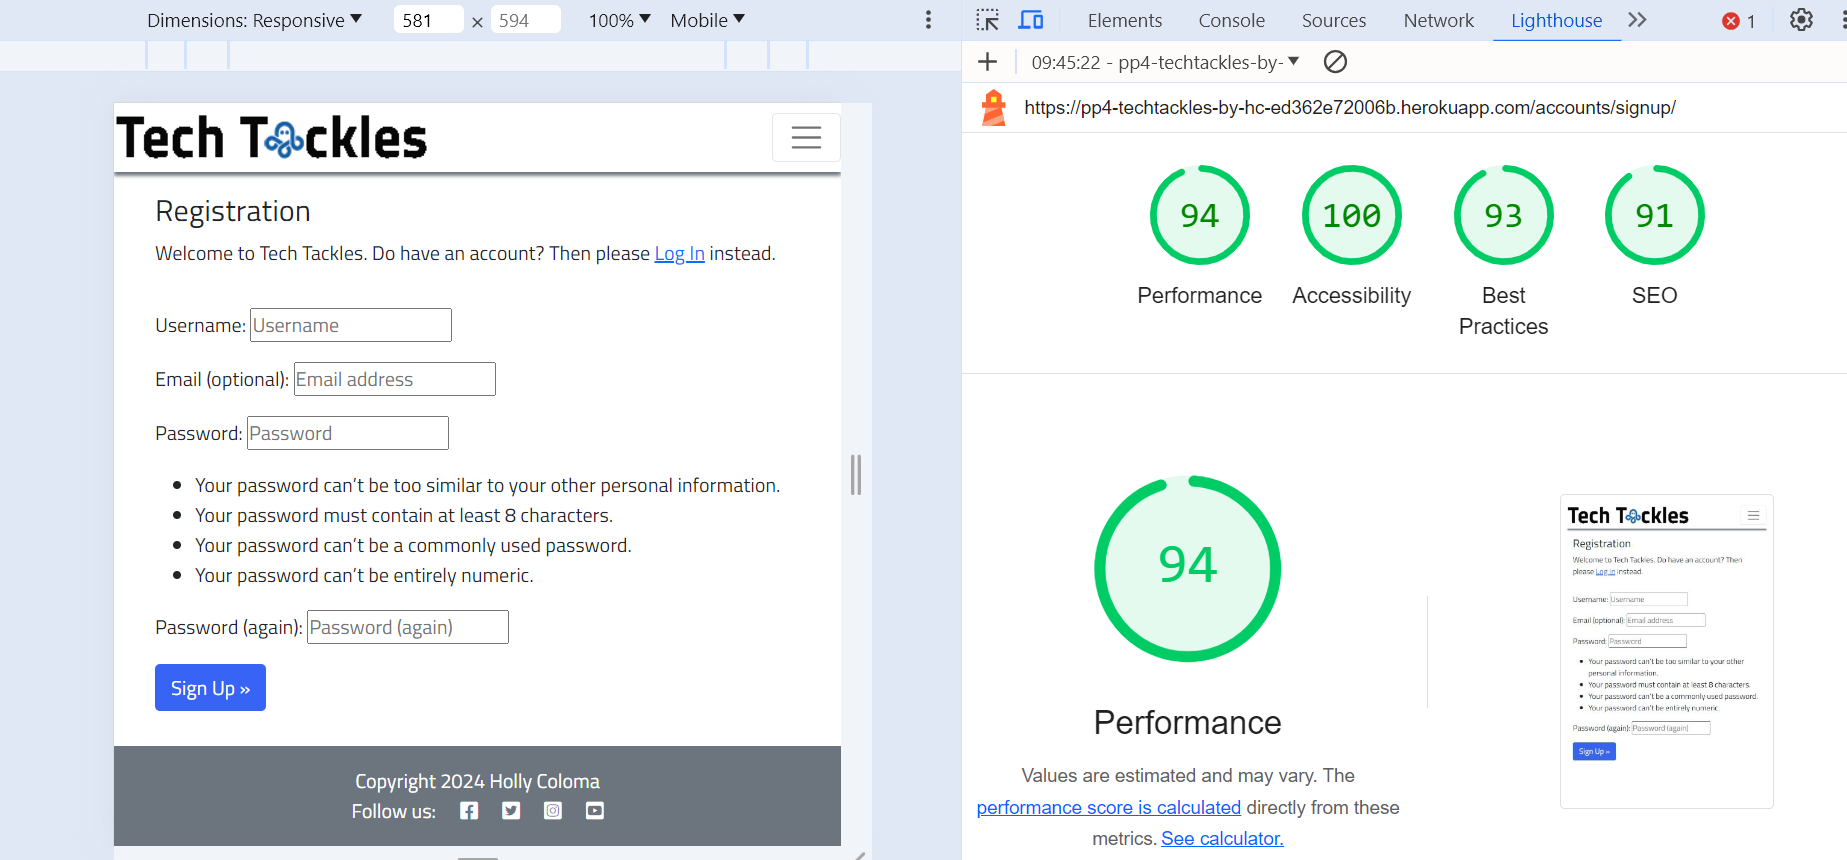 Dimensions: Responsive ▼ 581 × 594 100% ▼ Mobile ▼
Elements Console Sources Network Lighthouse 1
09:45:22 - pp4-techtackles-by- ▼
https://pp4-techtackles-by-hc-ed362e72006b.herokuapp.com/accounts/signup/
Tech Tackles
Registration
Welcome to Tech Tackles. Do have an account? Then please Log In instead.
Username: Username
Email (optional): Email address
Password: Password
• Your password can’t be too similar to your other personal information.
• Your password must contain at least 8 characters.
• Your password can’t be a commonly used password.
• Your password can’t be entirely numeric.
Password (again): Password (again)
Sign Up »
Copyright 2024 Holly Coloma
Follow us:
94 100 93 91
Performance Accessibility Best SEO
Practices
94
Performance
Values are estimated and may vary. The
performance score is calculated directly from these
metrics. See calculator.
Tech Tackles
Registration
Welcome to Tech Tackles. Do have an account? Then
please Log In instead.
Username: Username
Email (optional): Email address
Password: Password
• Your password can’t be too similar to your other
personal information.
• Your password must contain at least 8 characters.
• Your password can’t be a commonly used password.
• Your password can’t be entirely numeric.
Password (again): Password (again)
Sign Up »